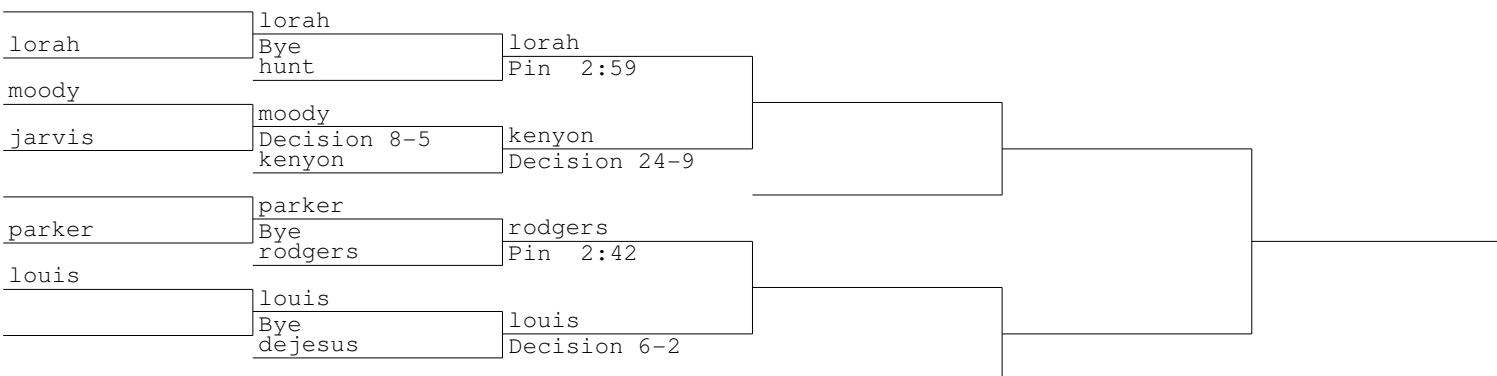 lorah
lorah
Bye
hunt
lorah
Pin 2:59
moody
jarvis
moody
Decision 8-5
kenyon
kenyon
Decision 24-9
parker
parker
Bye
rodgers
rodgers
Pin 2:42
louis
louis
Bye
dejesus
louis
Decision 6-2